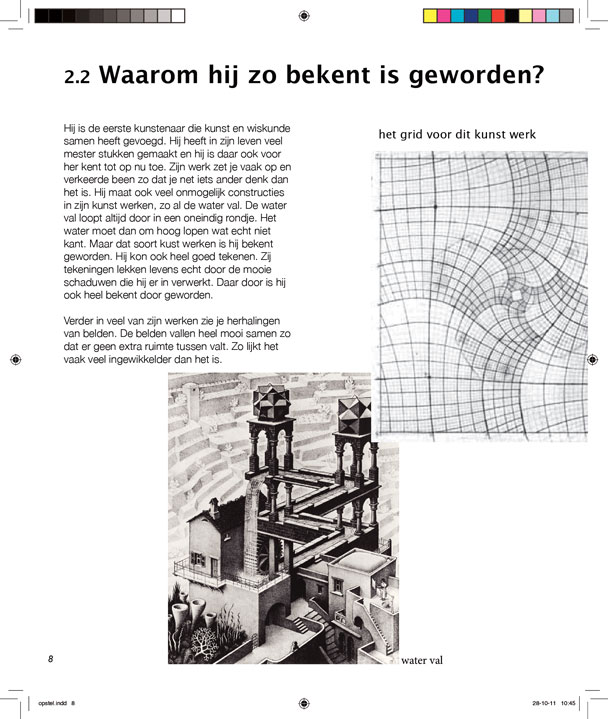 2.2 Waarom hij zo bekent is geworden?
Hij is de eerste kunstenaar die kunst en wiskunde
samen heeft gevoegd. Hij heeft in zijn leven veel
mester stukken gemaakt en hij is daar ook voor
her kent tot op nu toe. Zijn werk zet je vaak op en
verkeerde been zo dat je net iets ander denk dan
het is. Hij maat ook veel onmogelijk constructies
in zijn kunst werken, zo al de water val. De water
val loopt altijd door in een oneindig rondje. Het
water moet dan om hoog lopen wat echt niet
kant. Maar dat soort kust werken is hij bekent
geworden. Hij kon ook heel goed tekenen. Zij
tekeningen lekken levens echt door de mooie
schaduwen die hij er in verwerkt. Daar door is hij
ook heel bekent door geworden.
Verder in veel van zijn werken zie je herhalingen
van belden. De belden vallen heel mooi samen zo
dat er geen extra ruimte tussen valt. Zo lijkt het
vaak veel ingewikkelder dan het is.
het grid voor dit kunst werk
water val
8
opstel.indd 8
28-10-11 10:45